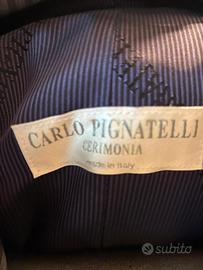 CARLO PIGNATELLI
CERIMONIA
made in Italy
subito